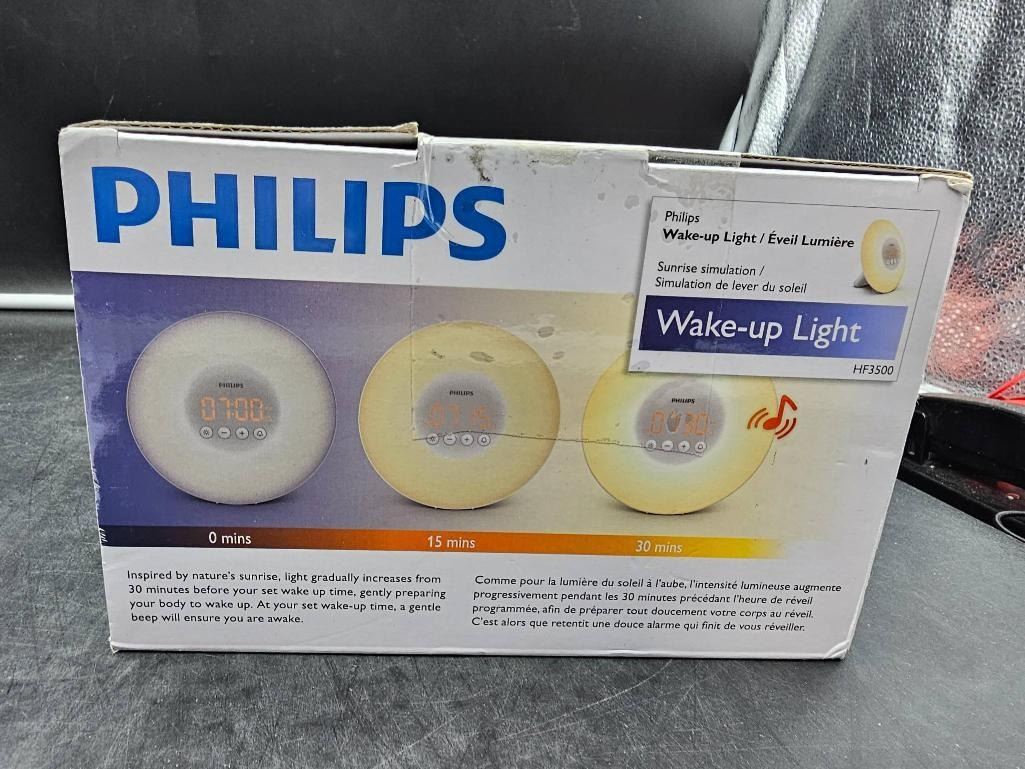 PHILIPS
Philips
Wake-up Light / Éveil Lumière
Sunrise simulation /
Simulation de lever du soleil
Wake-up Light
HF3500
PHILIPS
07:00
PHILIPS
07:15
PHILIPS
0 mins
15 mins
30 mins
Inspired by nature's sunrise, light gradually increases from
30 minutes before your set wake up time, gently preparing
your body to wake up. At your set wake-up time, a gentle
beep will ensure you are awake.
Comme pour la lumière du soleil à l'aube, l'intensité lumineuse augmente
progressivement pendant les 30 minutes précédant l'heure de réveil
programmée, afin de préparer tout doucement votre corps au réveil.
C'est alors que retentit une douce alarme qui finit de vous réveiller.